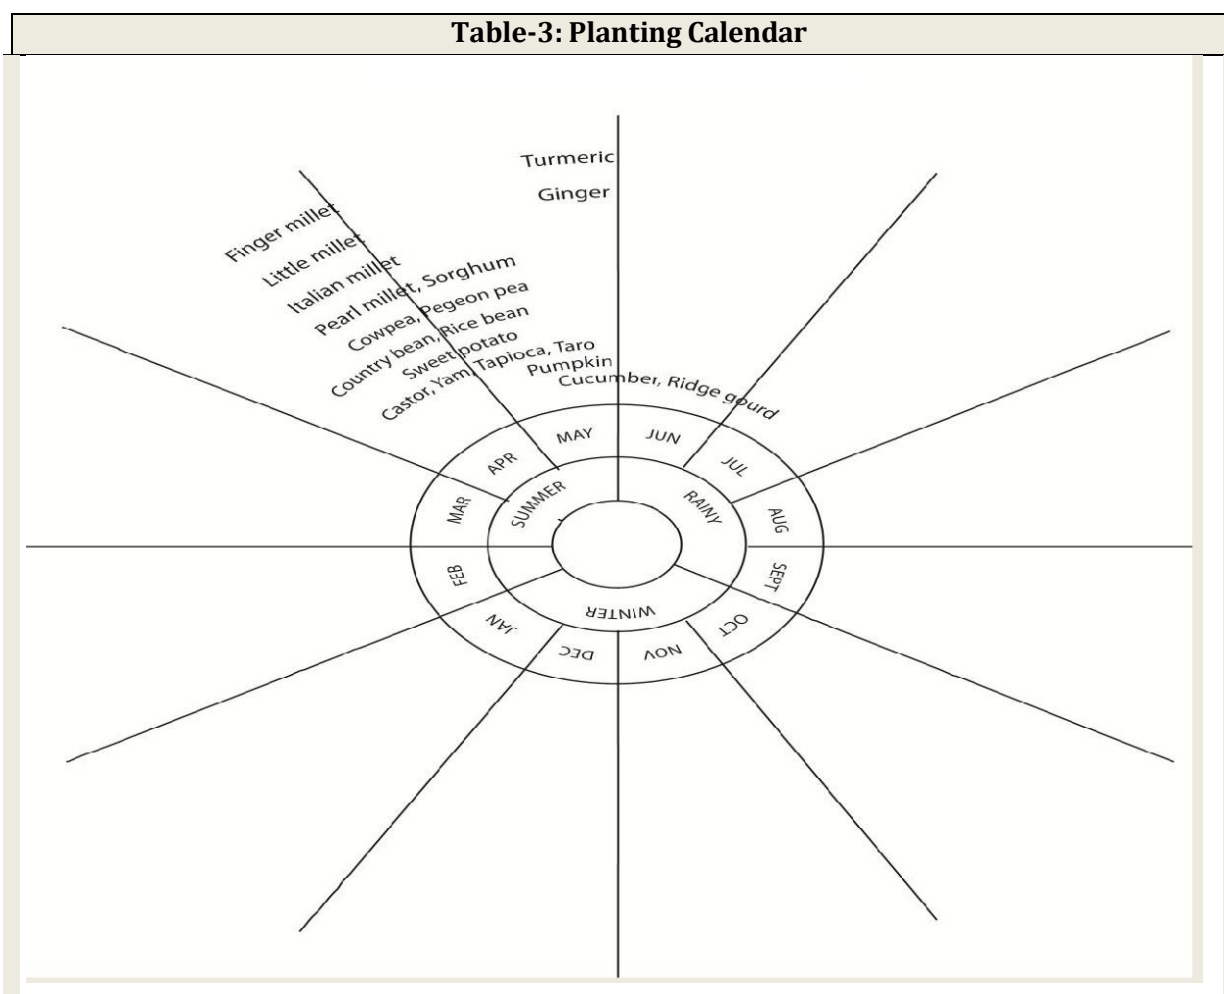 Table-3: Planting Calendar
Turmeric
Ginger
Finger millet
Little millet
Italian millet
Pearl millet, Sorghum
Cowpea, Pegeon pea
Country bean, Rice bean
Sweet potato
Castor, Yam, Tapioca, Taro
Pumpkin
Cucumber, Ridge gourd
MAY
JUN
APR
JUL
MAR
SUMMER
RAINY
AUG
FEB
SEPT
JAN
WINTER
OCT
DEC
NOV